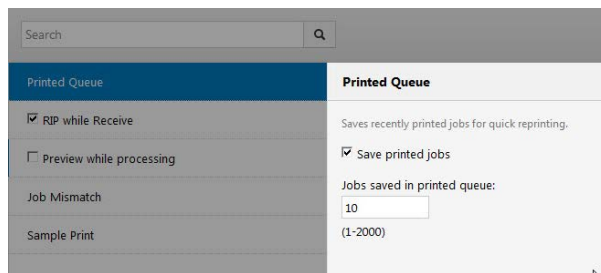 Search
Printed Queue
RIP while Receive
Preview while processing
Job Mismatch
Sample Print
Printed Queue
Saves recently printed jobs for quick reprinting.
Save printed jobs
Jobs saved in printed queue:
10
(1-2000)